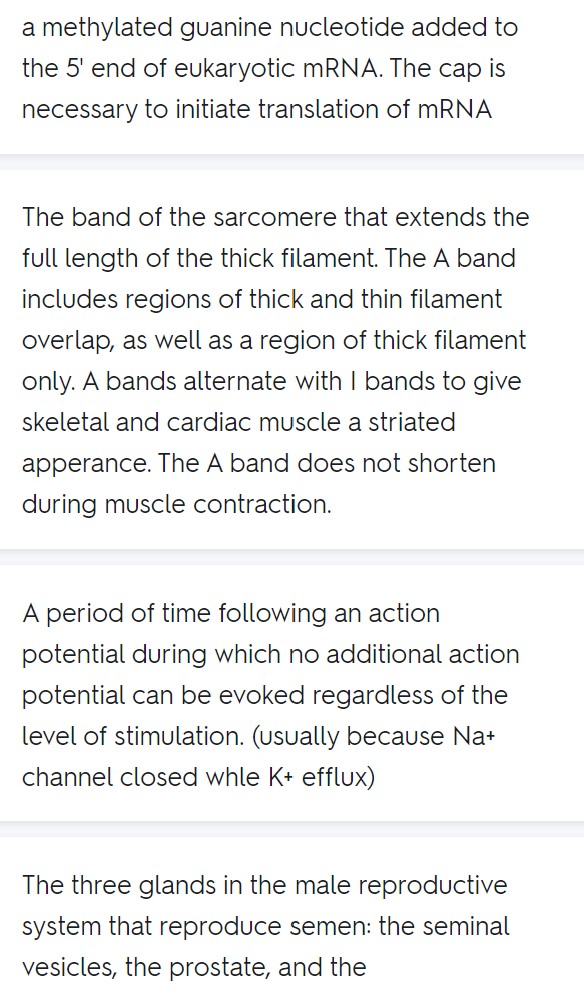 a methylated guanine nucleotide added to
the 5' end of eukaryotic mRNA. The cap is
necessary to initiate translation of mRNA
The band of the sarcomere that extends the
full length of the thick filament. The A band
includes regions of thick and thin filament
overlap, as well as a region of thick filament
only. A bands alternate with I bands to give
skeletal and cardiac muscle a striated
apperance. The A band does not shorten
during muscle contraction.
A period of time following an action
potential during which no additional action
potential can be evoked regardless of the
level of stimulation. (usually because Na+
channel closed whle K+ efflux)
The three glands in the male reproductive
system that reproduce semen: the seminal
vesicles, the prostate, and the